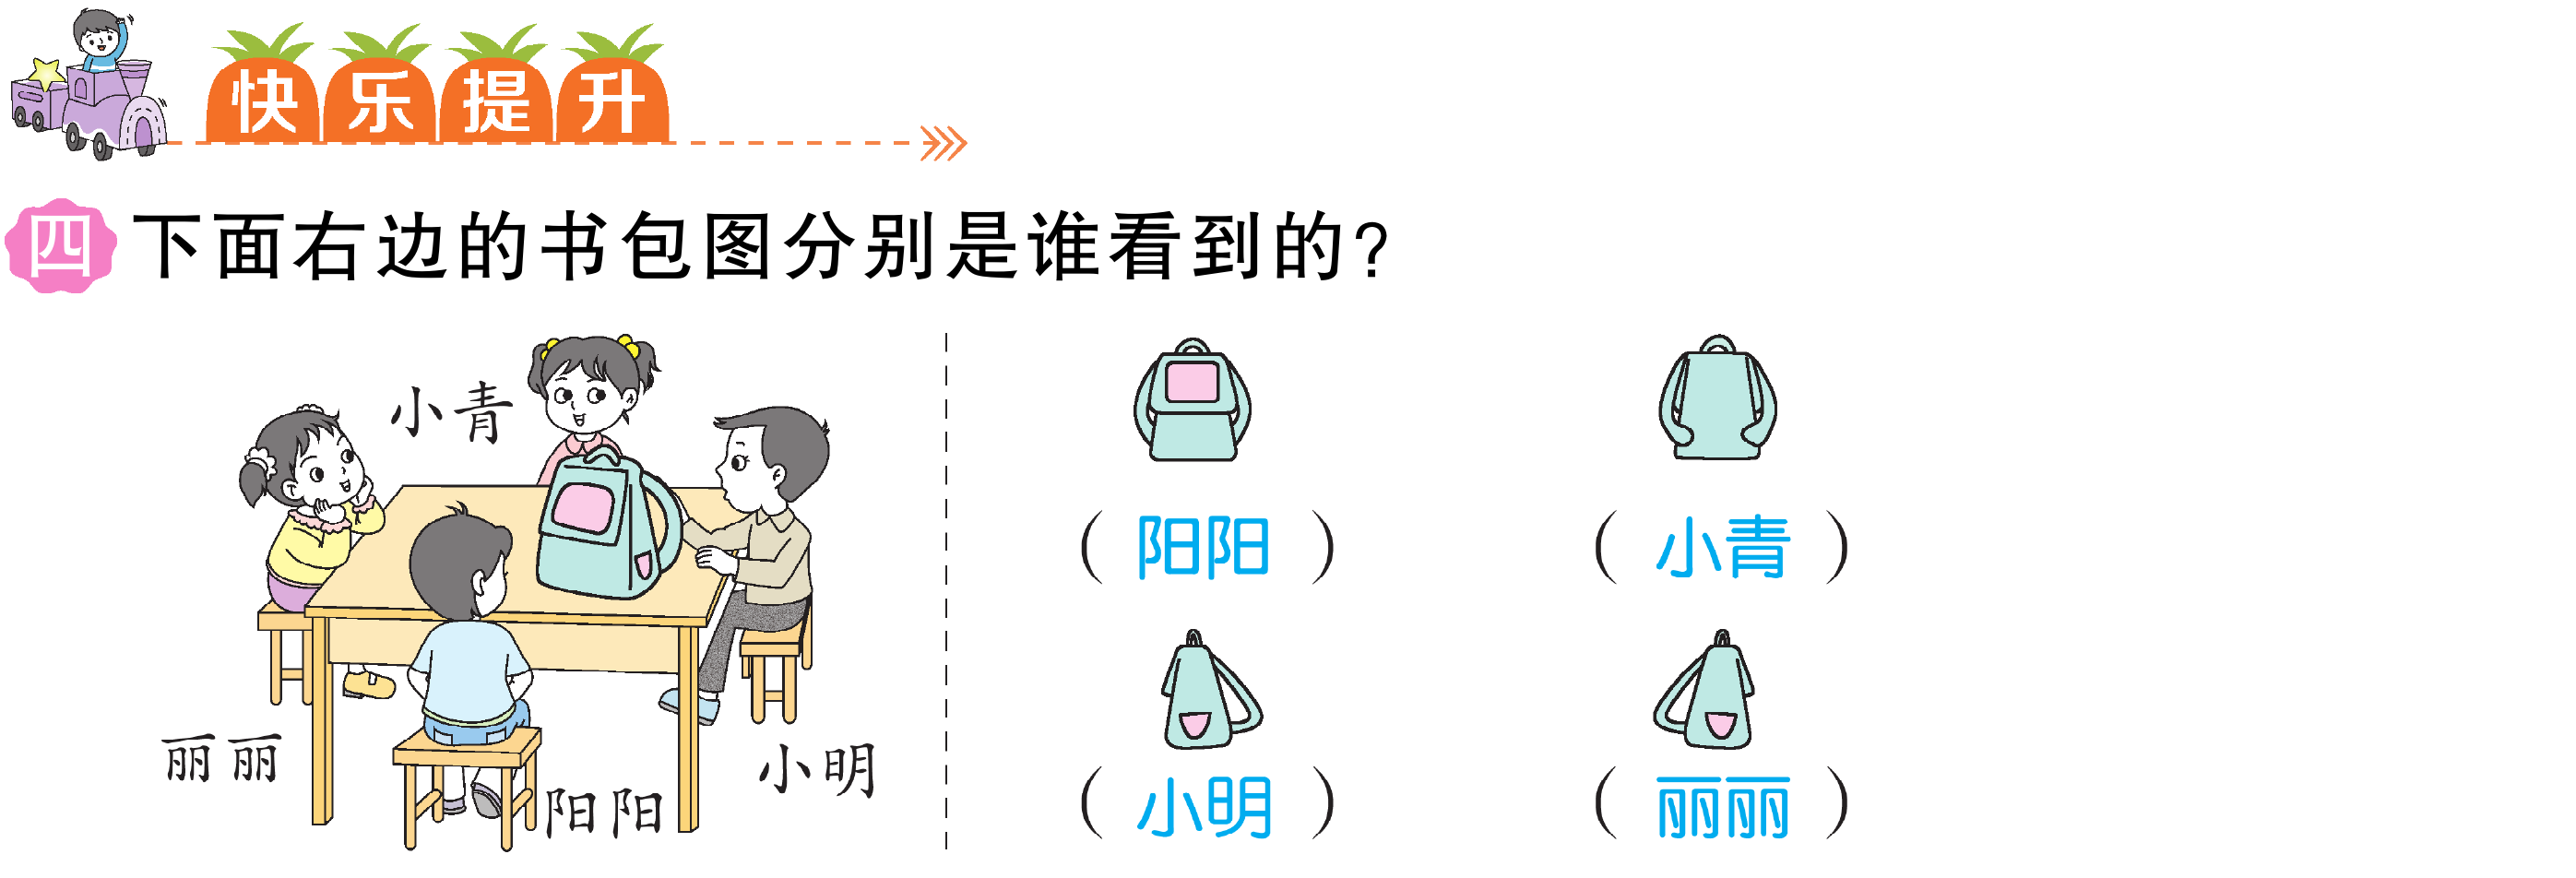 快乐提升
四 下面右边的书包图分别是谁看到的?
小青
丽丽
阳阳
小明
( 阳阳 ) ( 小青 )
( 小明 ) ( 丽丽 )